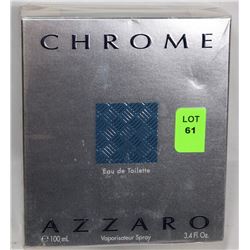 CHROME
LOT
61
Eau de Toilette
AZZARO
℮ 100 mL Vaporisateur Spray 3.4 Fl. Oz.